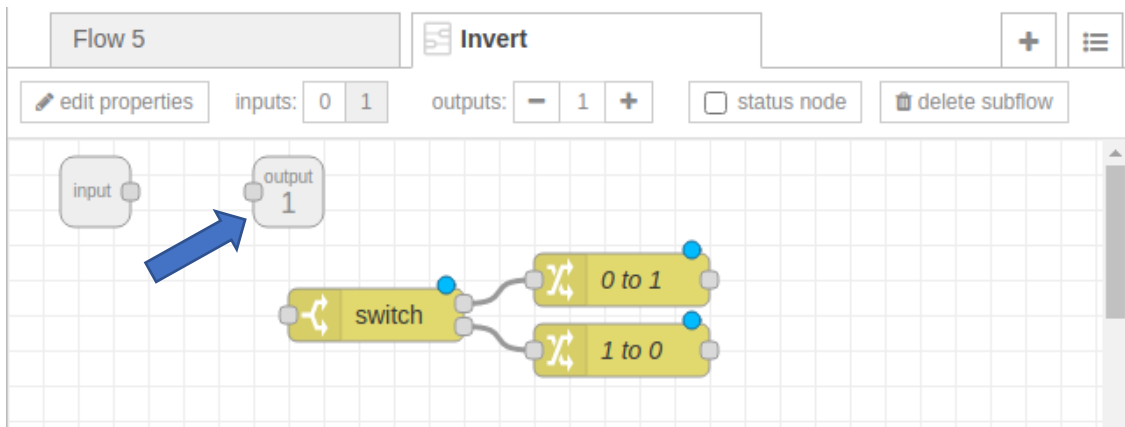 Flow 5
Invert
edit properties inputs: 0 1 outputs: 1 status node delete subflow
input
output
1
0 to 1
switch
1 to 0